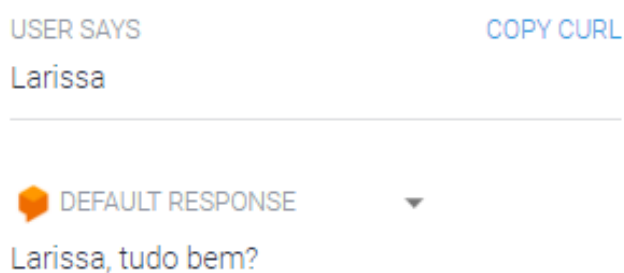 USER SAYS COPY CURL
Larissa
DEFAULT RESPONSE
Larissa, tudo bem?